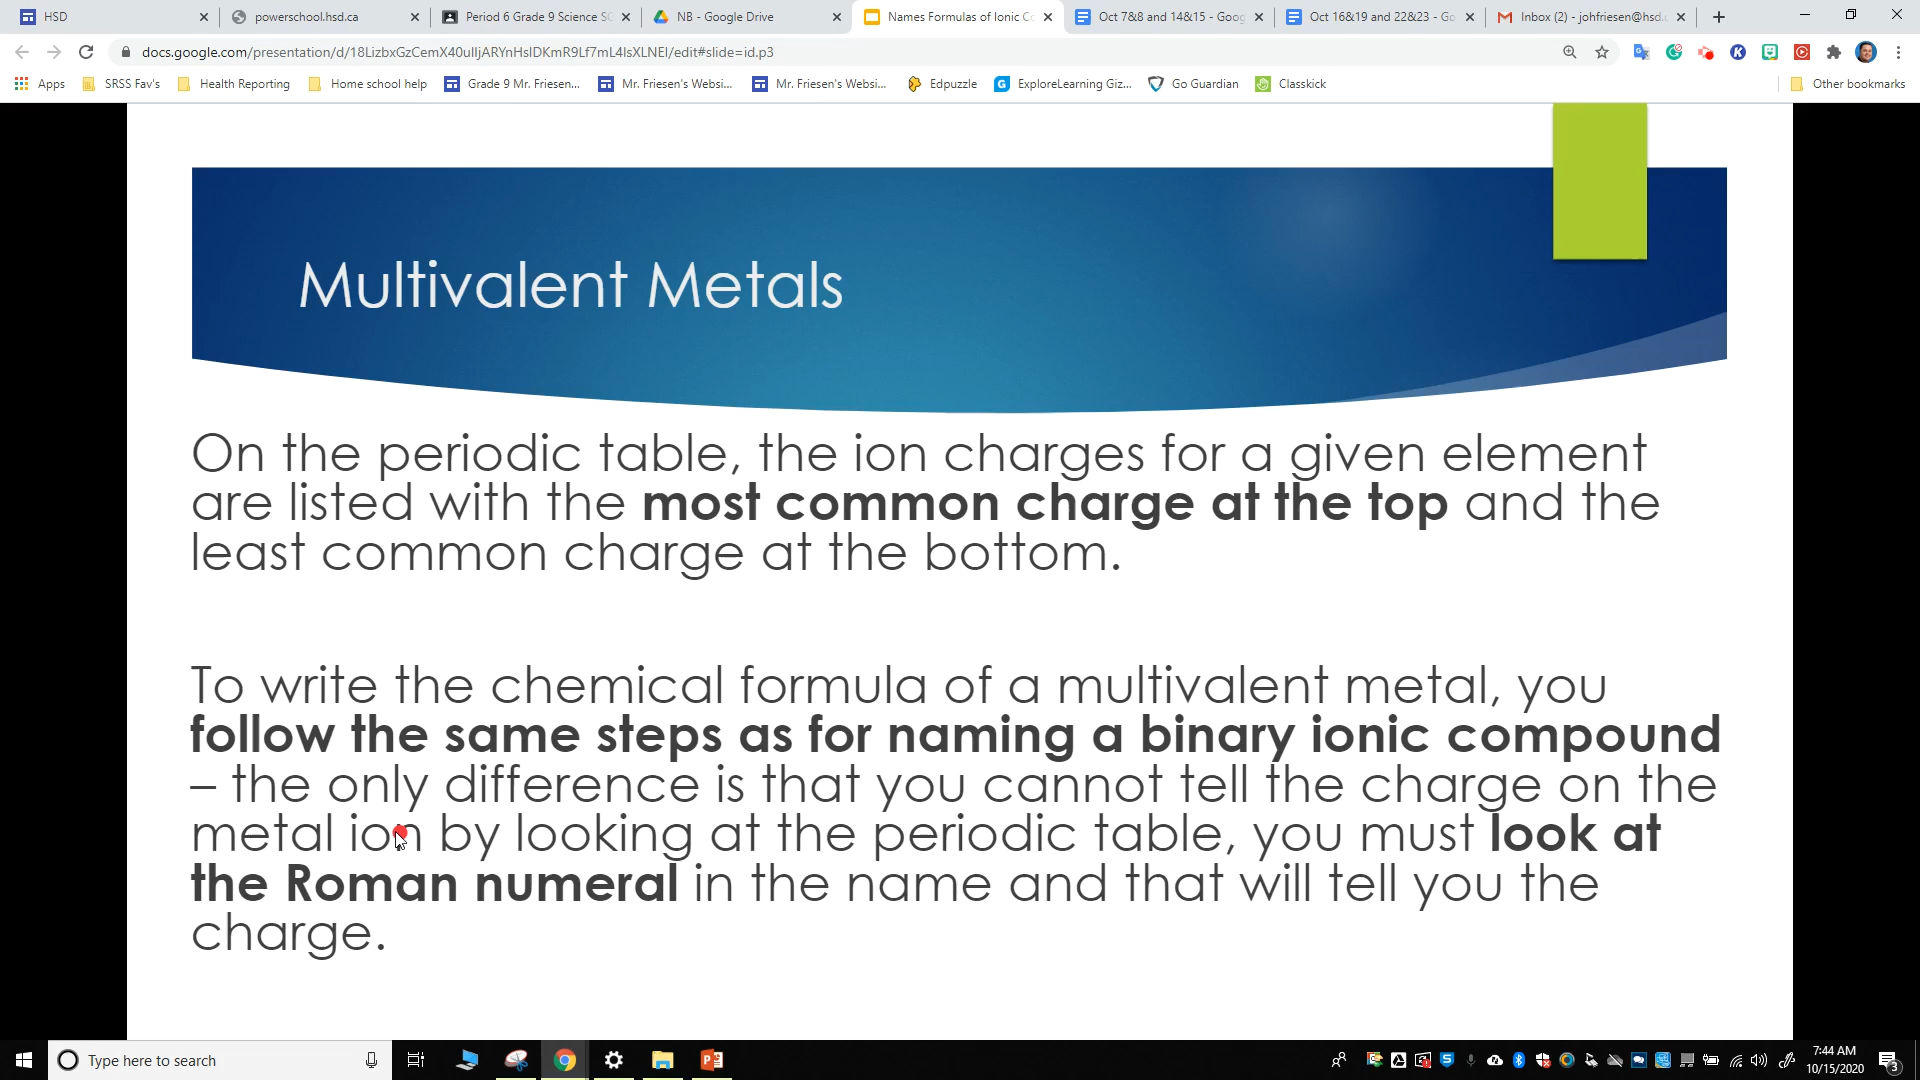 HSD
powerschool.hsd.ca
Period 6 Grade 9 Science SC
NB - Google Drive
Names Formulas of Ionic Co
Oct 7&8 and 14&15 - Goog
Oct 16&19 and 22&23 - Go
Inbox (2) - johfriesen@hsd.c
docs.google.com/presentation/d/
/edit#slide=id.p3
Apps
SRSS Fav's
Health Reporting
Home school help
Grade 9 Mr. Friesen...
Mr. Friesen's Websi...
Mr. Friesen's Websi...
Edpuzzle
ExploreLearning Giz...
Go Guardian
Classkick
Other bookmarks
Multivalent Metals
On the periodic table, the ion charges for a given element
are listed with the most common charge at the top and the
least common charge at the bottom.
To write the chemical formula of a multivalent metal, you
follow the same steps as for naming a binary ionic compound
– the only difference is that you cannot tell the charge on the
metal ion by looking at the periodic table, you must look at
the Roman numeral in the name and that will tell you the
charge.
Type here to search
7:44 AM
10/15/2020
3